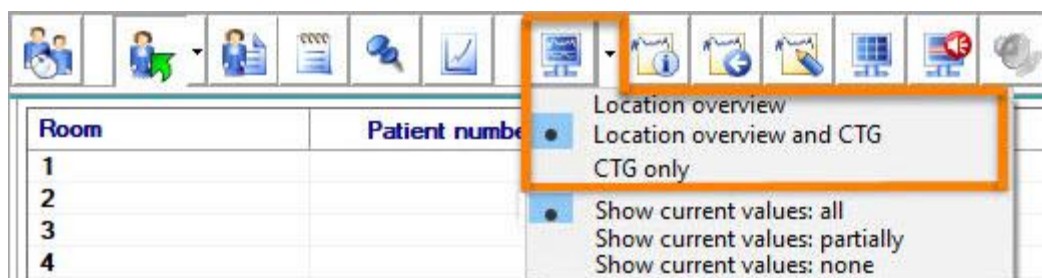 Location overview
Room Patient numbe Location overview and CTG
1 CTG only
2 Show current values: all
3 Show current values: partially
4 Show current values: none